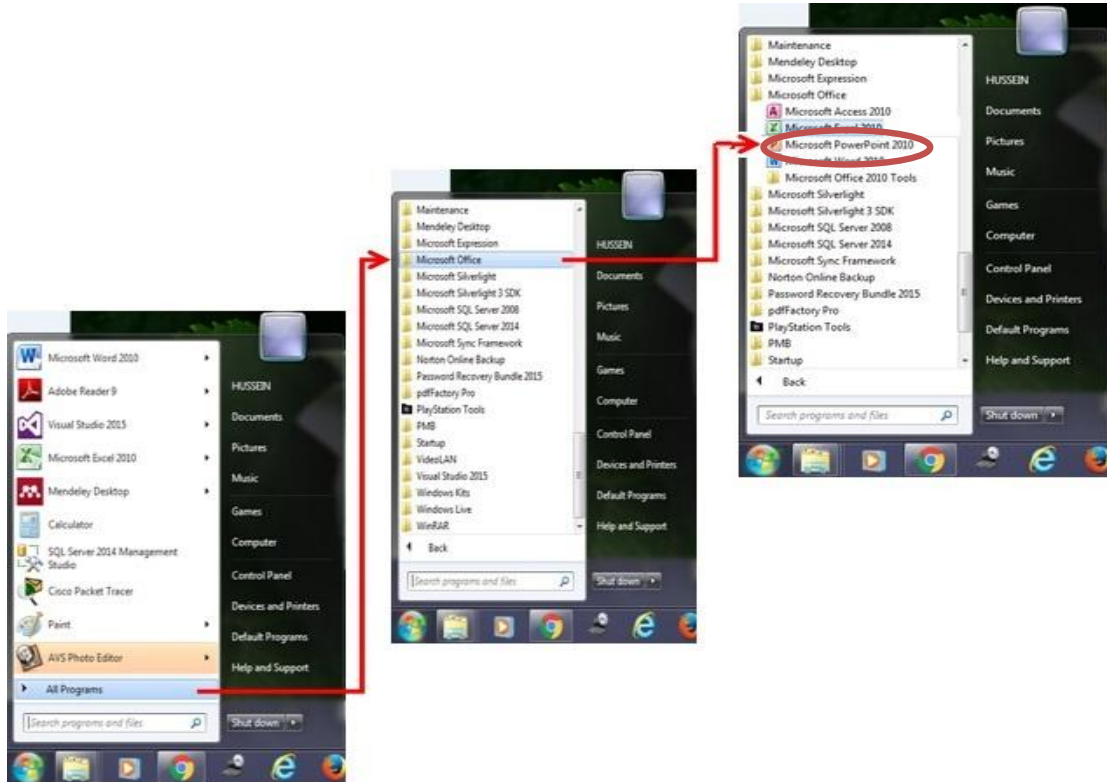 Microsoft Word 2010
Adobe Reader 9
Visual Studio 2015
Microsoft Excel 2010
Mendeley Desktop
Calculator
SQL Server 2014 Management
Studio
Cisco Packet Tracer
Paint
AVS Photo Editor
All Programs
Search programs and files
HUSSEIN
Documents
Pictures
Music
Games
Computer
Control Panel
Devices and Printers
Default Programs
Help and Support
Shut down
Maintenance
Mendeley Desktop
Microsoft Expression
Microsoft Office
Microsoft Silverlight
Microsoft Silverlight 3 SDK
Microsoft SQL Server 2008
Microsoft SQL Server 2014
Microsoft Sync Framework
Norton Online Backup
Password Recovery Bundle 2015
pdfFactory Pro
PlayStation Tools
PMB
Startup
VideoLAN
Visual Studio 2015
Windows Kits
Windows Live
WinRAR
Back
Search programs and files
HUSSEIN
Documents
Pictures
Music
Games
Computer
Control Panel
Devices and Printers
Default Programs
Help and Support
Shut down
Maintenance
Mendeley Desktop
Microsoft Expression
Microsoft Office
Microsoft Access 2010
Microsoft Excel 2010
Microsoft PowerPoint 2010
Microsoft Word 2010
Microsoft Office 2010 Tools
Microsoft Silverlight
Microsoft Silverlight 3 SDK
Microsoft SQL Server 2008
Microsoft SQL Server 2014
Microsoft Sync Framework
Norton Online Backup
Password Recovery Bundle 2015
pdfFactory Pro
PlayStation Tools
PMB
Startup
Back
Search programs and files
HUSSEIN
Documents
Pictures
Music
Games
Computer
Control Panel
Devices and Printers
Default Programs
Help and Support
Shut down